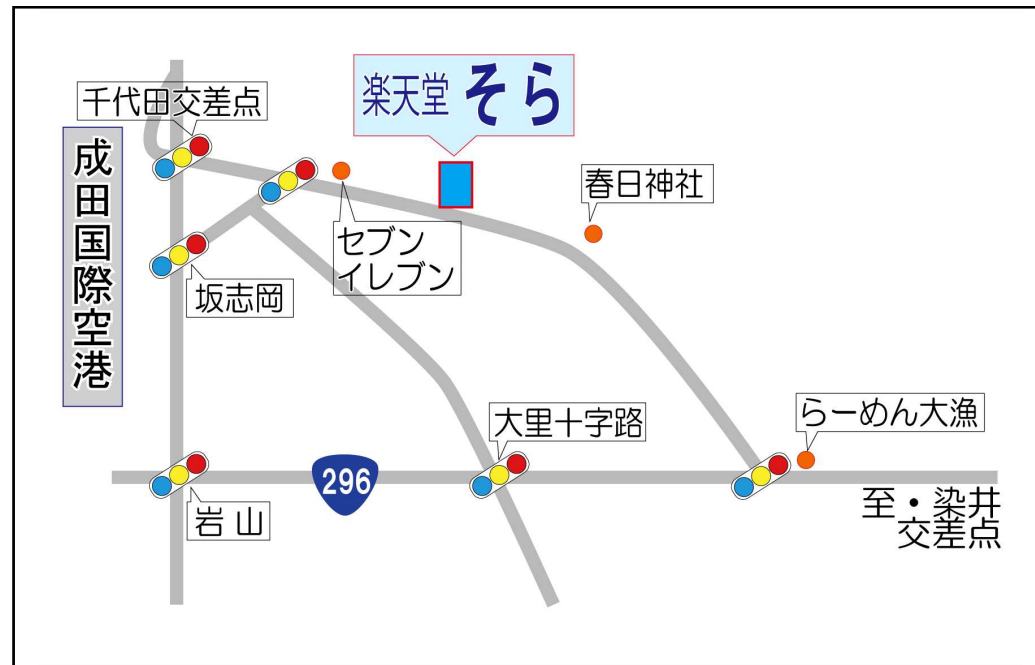 楽天堂 そら
千代田交差点
成田国際空港
春日神社
セブン
イレブン
坂志岡
らーめん大漁
大里十字路
296
至・染井
交差点
岩山